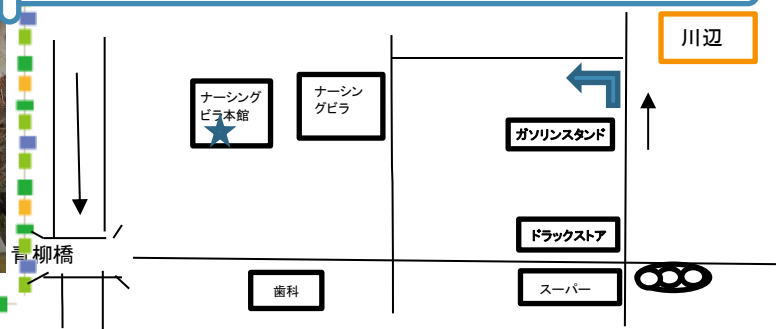 川辺
ナーシング
ビラ本館
ナーシン
グビラ
ガソリンスタンド
ドラックストア
青柳橋
歯科
スーパー